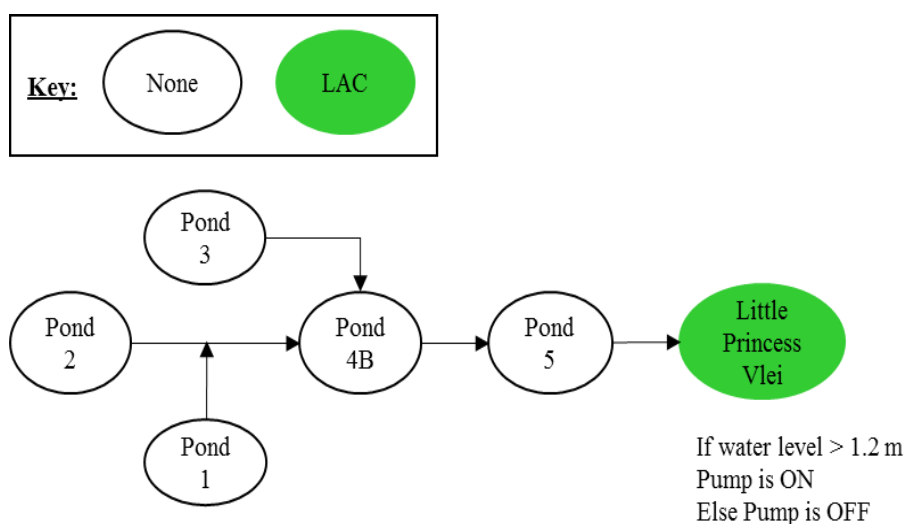 Key:
None
LAC
Pond
3
Pond
2
Pond
4B
Pond
5
Little
Princess
Vlei
Pond
1
If water level > 1.2 m
Pump is ON
Else Pump is OFF